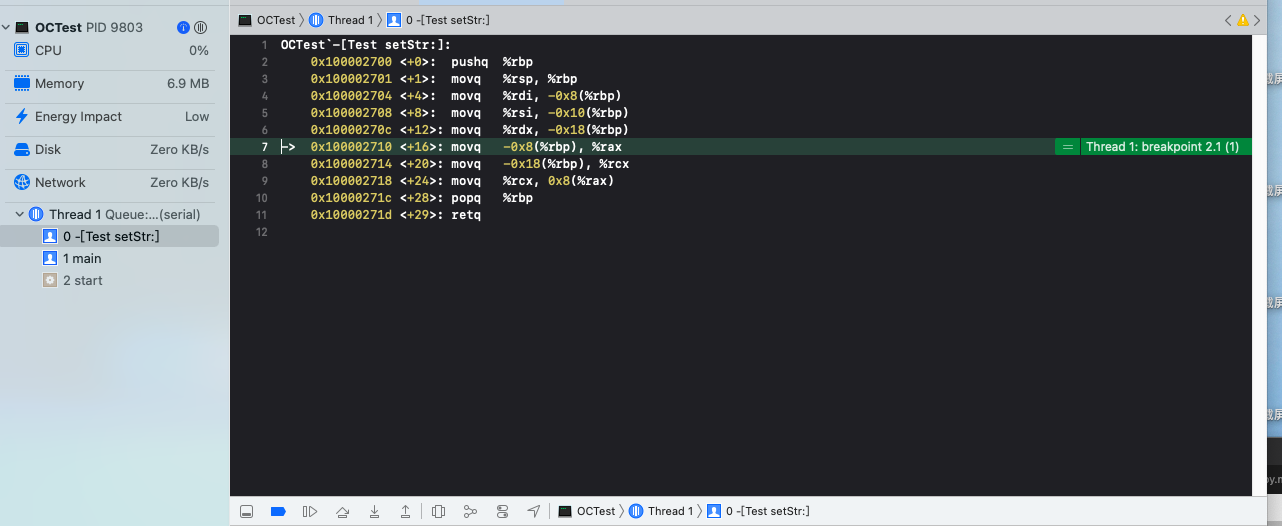 OCTest PID 9803
CPU 0%
Memory 6.9 MB
Energy Impact Low
Disk Zero KB/s
Network Zero KB/s
Thread 1 Queue:...(serial)
0 -[Test setStr:]
1 main
2 start
OCTest Thread 1 0 -[Test setStr:]
1 OCTest`-[Test setStr:]:
2 0x100002700 <+0>: pushq %rbp
3 0x100002701 <+1>: movq %rsp, %rbp
4 0x100002704 <+4>: movq %rdi, -0x8(%rbp)
5 0x100002708 <+8>: movq %rsi, -0x10(%rbp)
6 0x10000270c <+12>: movq %rdx, -0x18(%rbp)
7 -> 0x100002710 <+16>: movq -0x8(%rbp), %rax = Thread 1: breakpoint 2.1 (1)
8 0x100002714 <+20>: movq -0x18(%rbp), %rcx
9 0x100002718 <+24>: movq %rcx, 0x8(%rax)
10 0x10000271c <+28>: popq %rbp
11 0x10000271d <+29>: retq
12
OCTest Thread 1 0 -[Test setStr:]